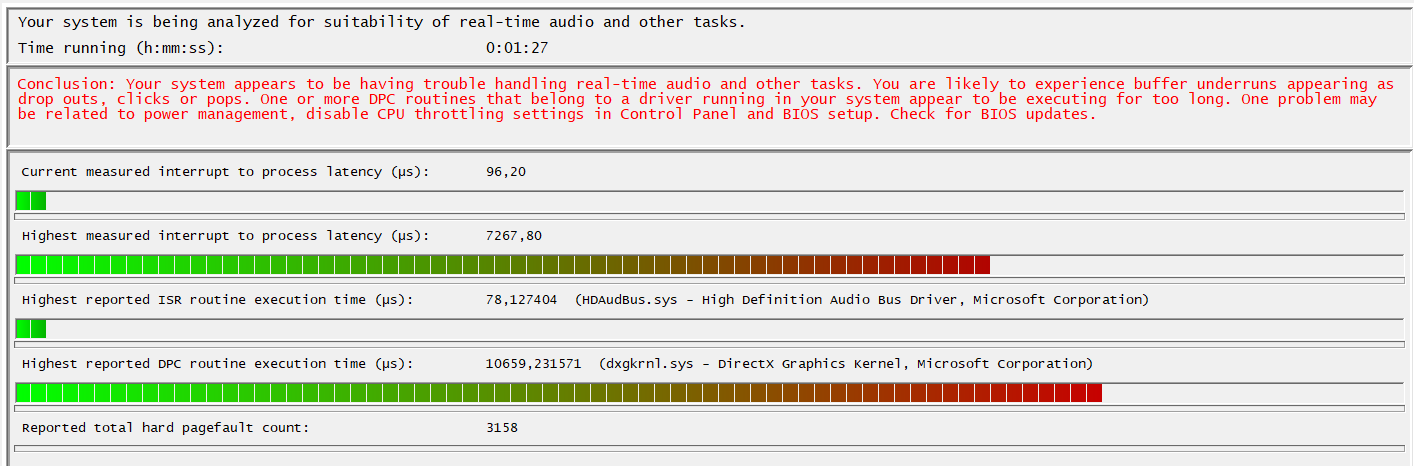 Your system is being analyzed for suitability of real-time audio and other tasks.
Time running (h:mm:ss): 0:01:27
Conclusion: Your system appears to be having trouble handling real-time audio and other tasks. You are likely to experience buffer underruns appearing as
drop outs, clicks or pops. One or more DPC routines that belong to a driver running in your system appear to be executing for too long. One problem may
be related to power management, disable CPU throttling settings in Control Panel and BIOS setup. Check for BIOS updates.
Current measured interrupt to process latency (µs): 96,20
Highest measured interrupt to process latency (µs): 7267,80
Highest reported ISR routine execution time (µs): 78,127404 (HDAudBus.sys - High Definition Audio Bus Driver, Microsoft Corporation)
Highest reported DPC routine execution time (µs): 10659,231571 (dxgkrnl.sys - DirectX Graphics Kernel, Microsoft Corporation)
Reported total hard pagefault count: 3158